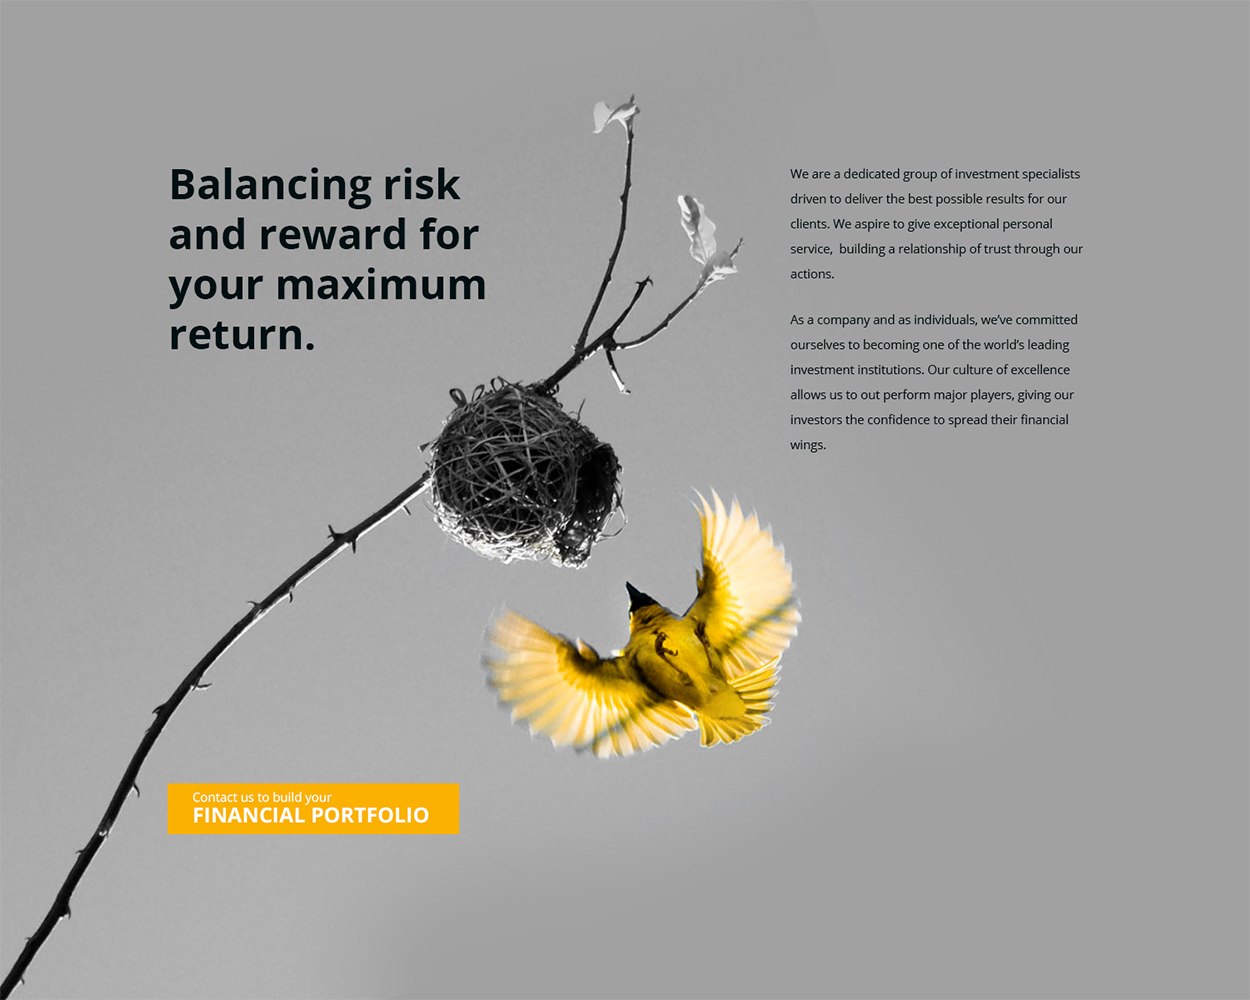 Balancing risk
and reward for
your maximum
return.
We are a dedicated group of investment specialists
driven to deliver the best possible results for our
clients. We aspire to give exceptional personal
service,  building a relationship of trust through our
actions.
As a company and as individuals, we’ve committed
ourselves to becoming one of the world’s leading
investment institutions. Our culture of excellence
allows us to out perform major players, giving our
investors the confidence to spread their financial
wings.
Contact us to build your
FINANCIAL PORTFOLIO